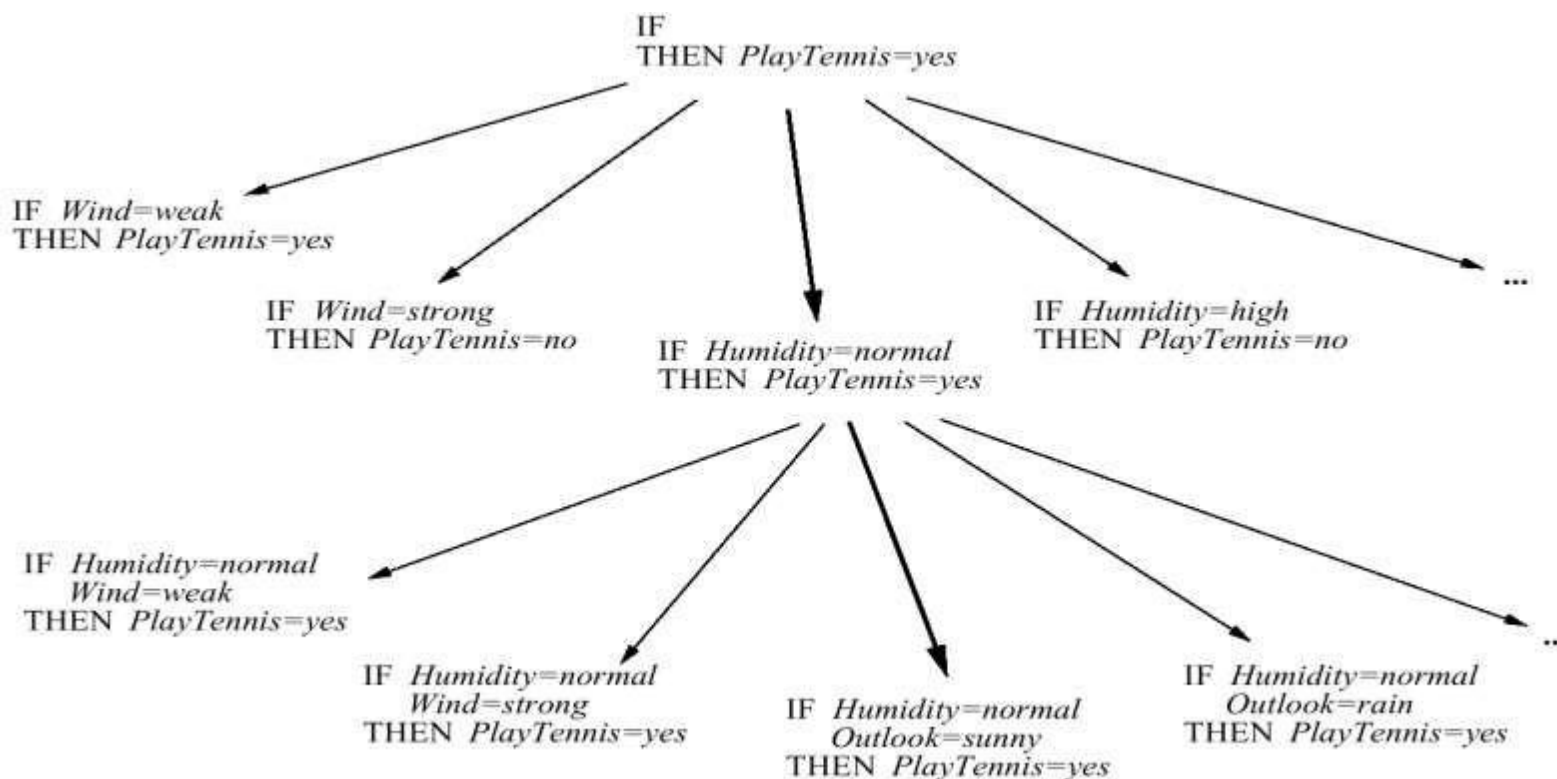 IF
THEN PlayTennis=yes
IF Wind=weak
THEN PlayTennis=yes
IF Wind=strong
THEN PlayTennis=no
IF Humidity=normal
THEN PlayTennis=yes
IF Humidity=high
THEN PlayTennis=no
...
IF Humidity=normal
Wind=weak
THEN PlayTennis=yes
IF Humidity=normal
Wind=strong
THEN PlayTennis=yes
IF Humidity=normal
Outlook=sunny
THEN PlayTennis=yes
IF Humidity=normal
Outlook=rain
THEN PlayTennis=yes
..